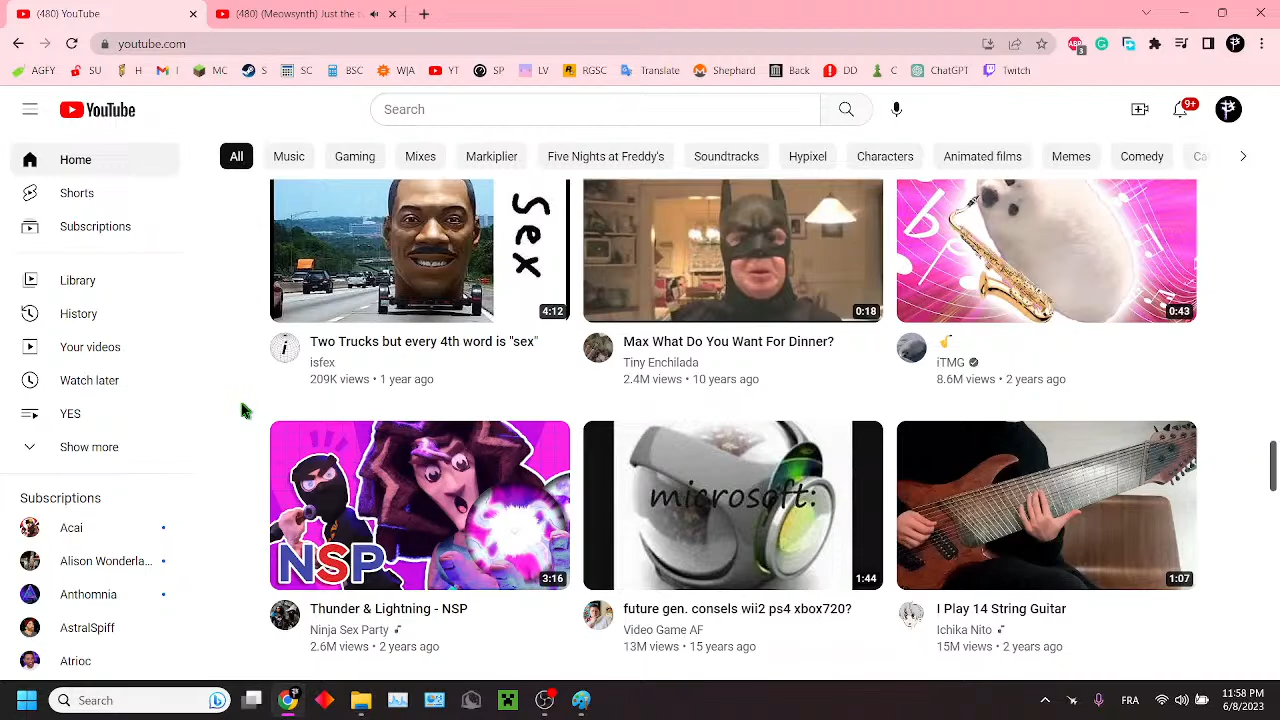 (480) YouTube
(480) (Meowsynth) Just the
youtube.com
3
AGFY SU H I MC S SC BSC W|A YT SP LV RGSC Translate Shephard Back DD C ChatGPT Twitch
YouTube
Search
9+
Home
All Music Gaming Mixes Markiplier Five Nights at Freddy's Soundtracks Hypixel Characters Animated films Memes Comedy Ca
Shorts
Subscriptions
Library
History
Your videos
Watch later
YES
Show more
Subscriptions
Acai
Alison Wonderla...
Anthomnia
AstralSpiff
Atrioc
Sex
4:12
Two Trucks but every 4th word is "sex"
isfex
209K views • 1 year ago
0:18
Max What Do You Want For Dinner?
Tiny Enchilada
2.4M views • 10 years ago
0:43
iTMG
8.6M views • 2 years ago
NSP
3:16
Thunder & Lightning - NSP
Ninja Sex Party
2.6M views • 2 years ago
microsoft:
1:44
future gen. consels wii2 ps4 xbox720?
Video Game AF
13M views • 15 years ago
1:07
I Play 14 String Guitar
Ichika Nito
15M views • 2 years ago
Search
FRA
11:58 PM
6/8/2023